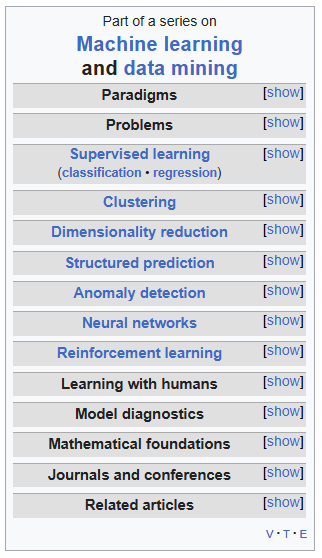 Part of a series on
Machine learning
and data mining
Paradigms [show]
Problems [show]
Supervised learning [show]
(classification • regression)
Clustering [show]
Dimensionality reduction [show]
Structured prediction [show]
Anomaly detection [show]
Neural networks [show]
Reinforcement learning [show]
Learning with humans [show]
Model diagnostics [show]
Mathematical foundations [show]
Journals and conferences [show]
Related articles [show]
V · T · E